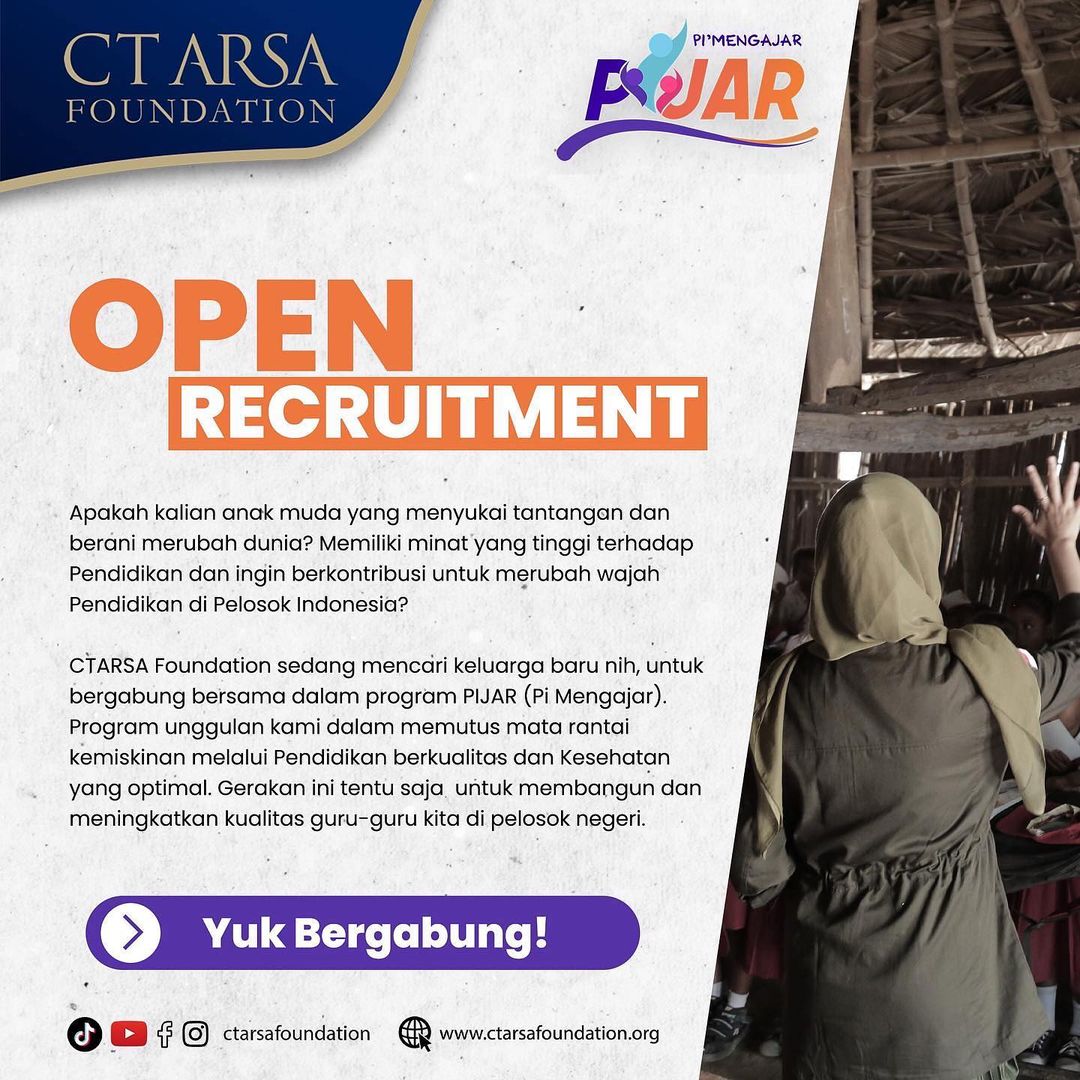 CT ARSA
FOUNDATION
PI'MENGAJAR
PIJAR
OPEN
RECRUITMENT
Apakah kalian anak muda yang menyukai tantangan dan
berani merubah dunia? Memiliki minat yang tinggi terhadap
Pendidikan dan ingin berkontribusi untuk merubah wajah
Pendidikan di Pelosok Indonesia?
CTARSA Foundation sedang mencari keluarga baru nih, untuk
bergabung bersama dalam program PIJAR (Pi Mengajar).
Program unggulan kami dalam memutus mata rantai
kemiskinan melalui Pendidikan berkualitas dan Kesehatan
yang optimal. Gerakan ini tentu saja untuk membangun dan
meningkatkan kualitas guru-guru kita di pelosok negeri.
Yuk Bergabung!
ctarsafoundation www.ctarsafoundation.org